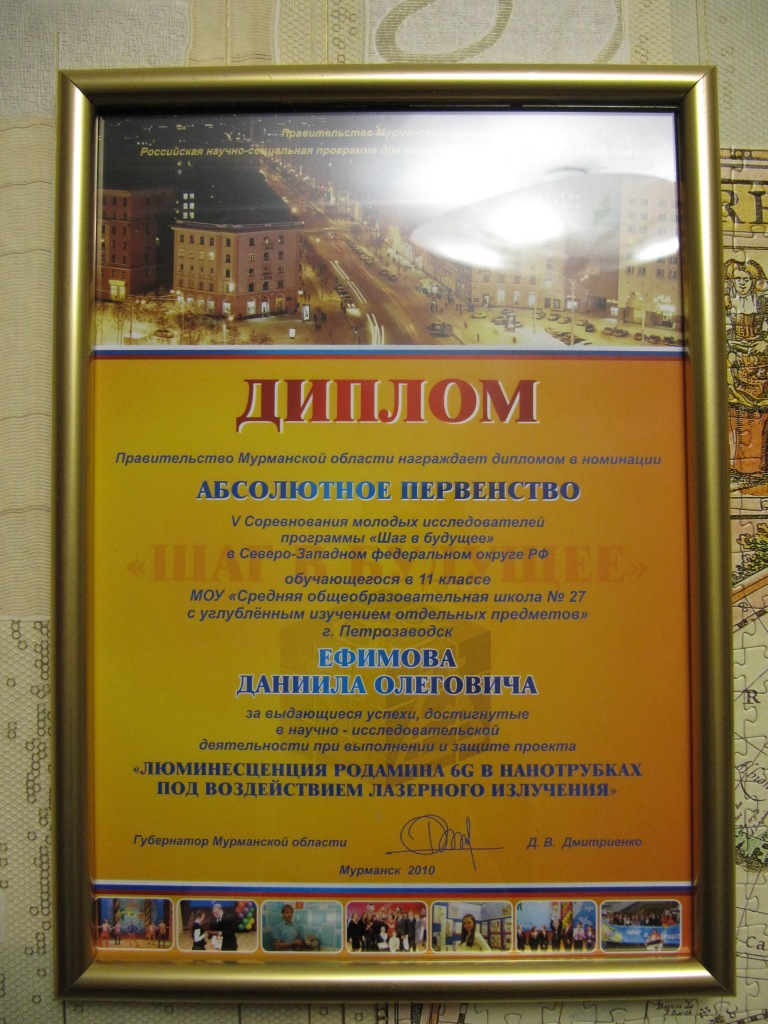 Правительство Мурманской
Российская научно-социальная программа для
ДИПЛОМ
Правительство Мурманской области награждает дипломом в номинации
АБСОЛЮТНОЕ ПЕРВЕНСТВО
V Соревнования молодых исследователей
программы «Шаг в будущее»
в Северо-Западном федеральном округе РФ
«ШАГ В БУДУЩЕЕ»
обучающегося в 11 классе
МОУ «Средняя общеобразовательная школа № 27
с углублённым изучением отдельных предметов»
г. Петрозаводск
ЕФИМОВА
ДАНИИЛА ОЛЕГОВИЧА
за выдающиеся успехи, достигнутые
в научно - исследовательской
деятельности при выполнении и защите проекта
«ЛЮМИНЕСЦЕНЦИЯ РОДАМИНА 6G В НАНОТРУБКАХ
ПОД ВОЗДЕЙСТВИЕМ ЛАЗЕРНОГО ИЗЛУЧЕНИЯ»
Губернатор Мурманской области Д. В. Дмитриенко
Мурманск 2010